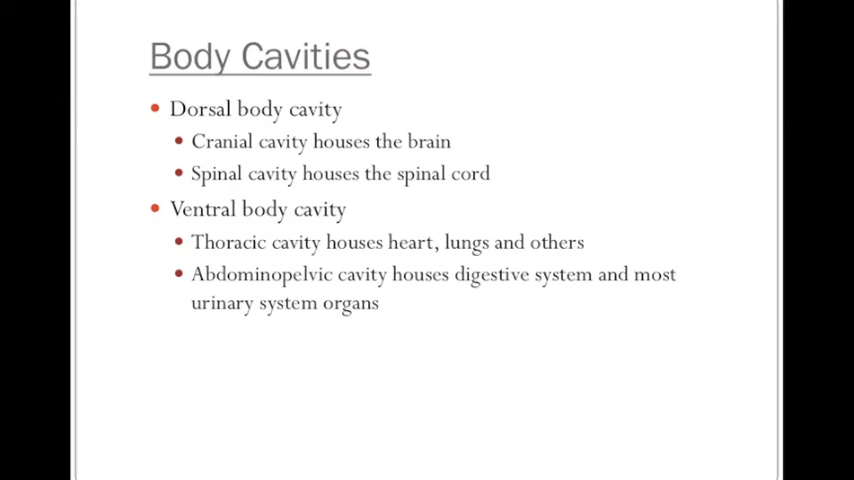 Body Cavities
• Dorsal body cavity
• Cranial cavity houses the brain
• Spinal cavity houses the spinal cord
• Ventral body cavity
• Thoracic cavity houses heart, lungs and others
• Abdominopelvic cavity houses digestive system and most
urinary system organs